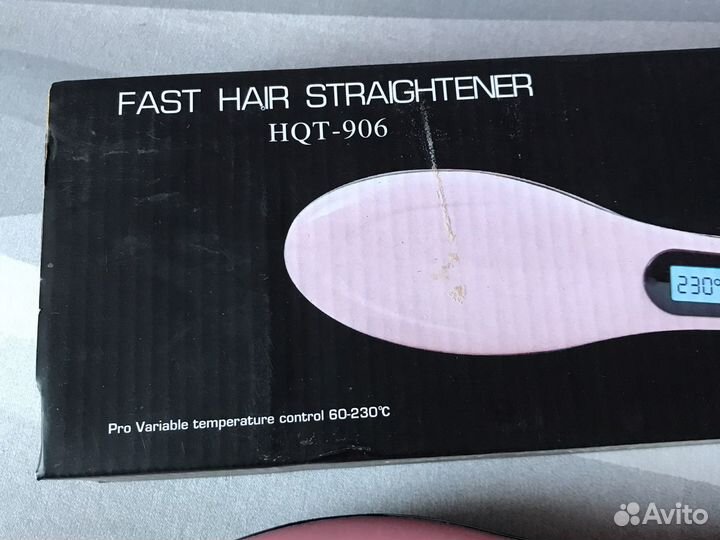 FAST HAIR STRAIGHTENER
HQT-906
230°
Pro Variable temperature control 60-230℃
Avito